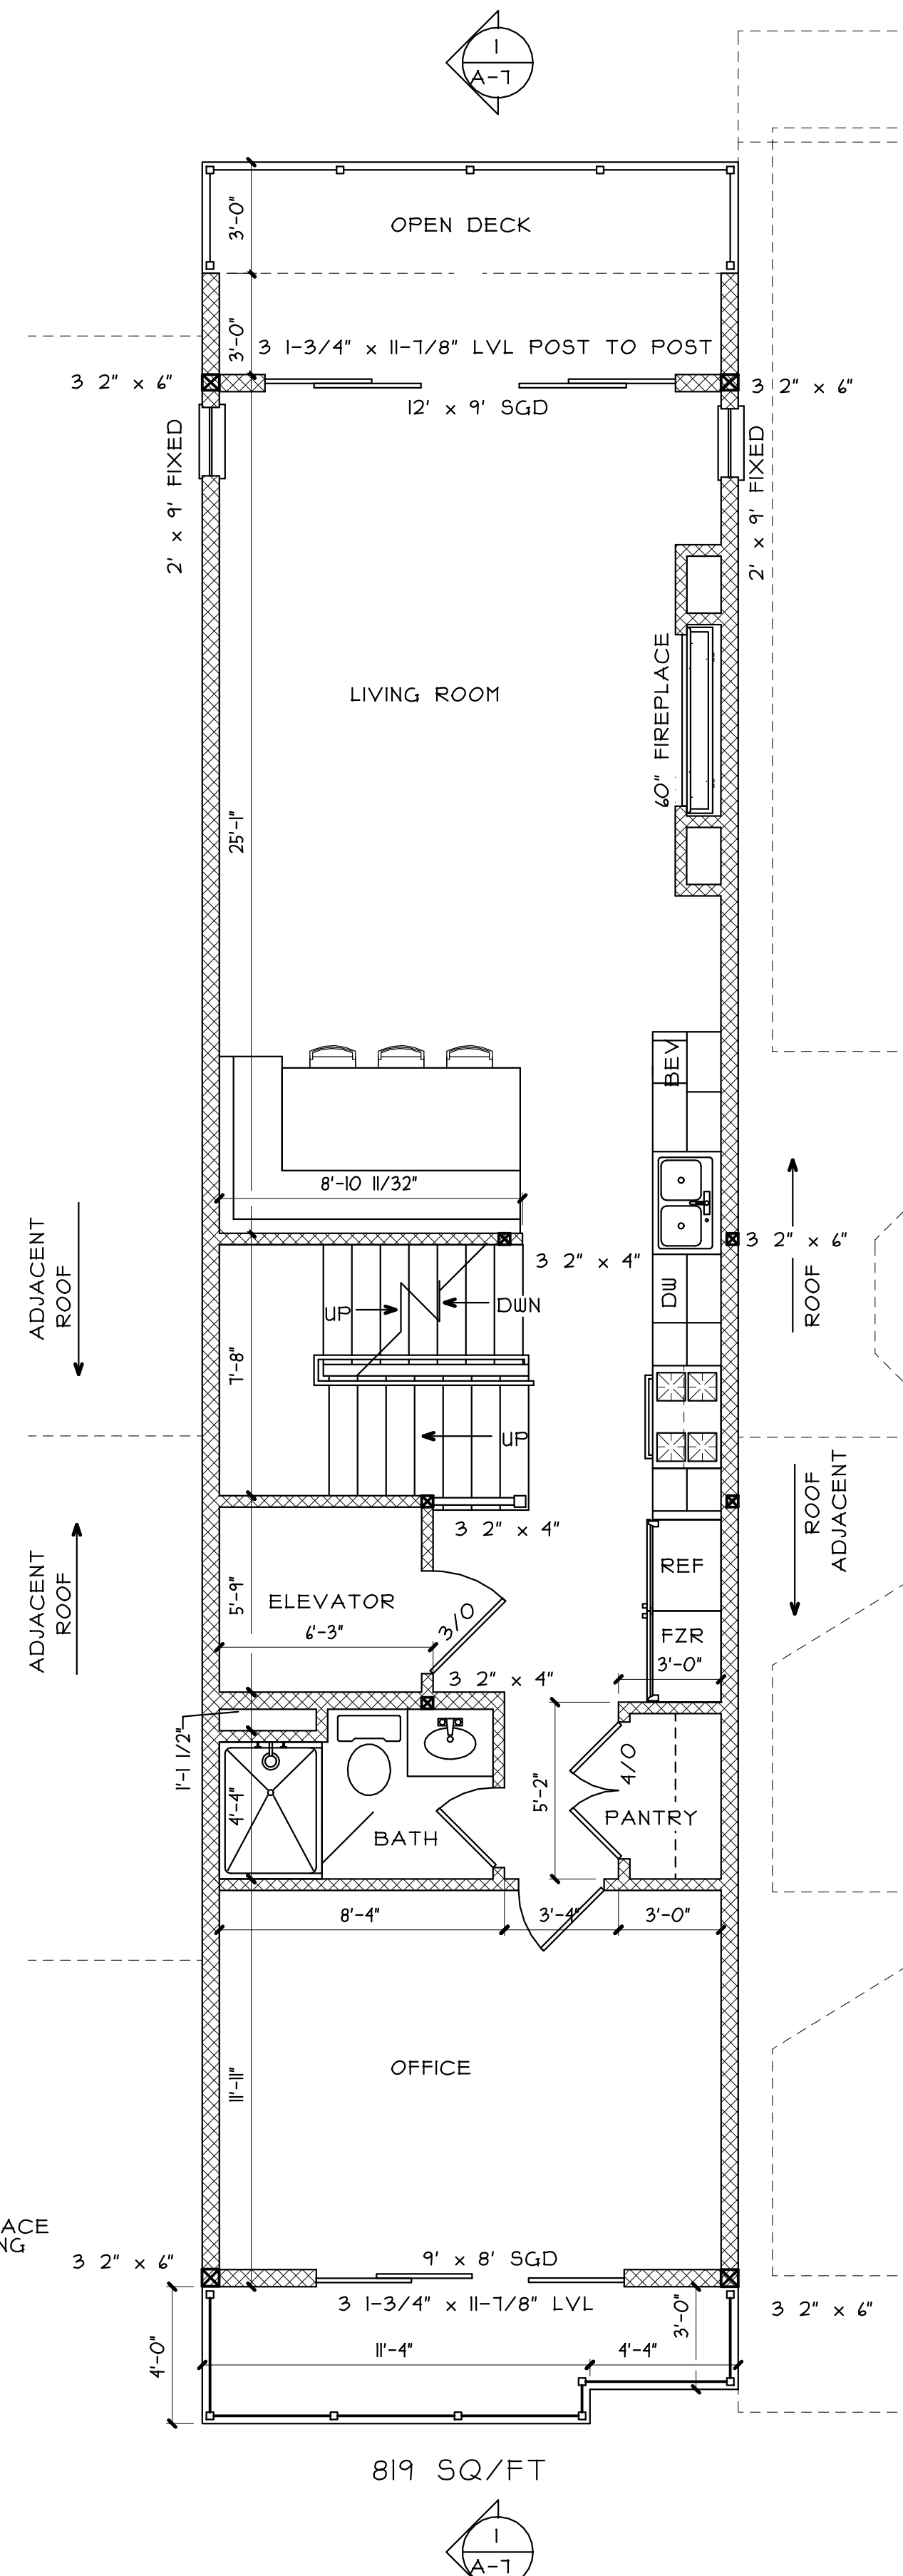 1
A-7
3'-0"
OPEN DECK
3'-0"
3 1-3/4" x 11-7/8" LVL POST TO POST
3 2" x 6"
3 2" x 6"
12' x 9' SGD
2' x 9' FIXED
2' x 9' FIXED
60" FIREPLACE
LIVING ROOM
25'-1"
BEV
8'-10 11/32"
ADJACENT
ROOF
3 2" x 6"
3 2" x 4"
ROOF
DW
UP
DWN
7'-8"
UP
ROOF
ADJACENT
3 2" x 4"
ADJACENT
ROOF
5'-9"
ELEVATOR
6'-3"
3/0
REF
FZR
3'-0"
3 2" x 4"
1'-1 1/2"
4'-4"
BATH
5'-2"
4/0
PANTRY
8'-4"
3'-4"
3'-0"
OFFICE
11'-11"
ACE
NG
3 2" x 6"
9' x 8' SGD
3 1-3/4" x 11-7/8" LVL
3 2" x 6"
4'-0"
3'-0"
11'-4"
4'-4"
819 SQ/FT
1
A-7